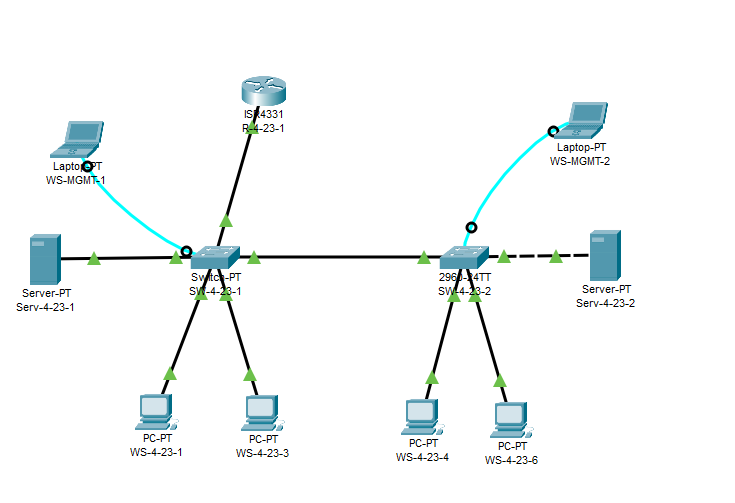 ISR4331
R-4-23-1
Laptop-PT
WS-MGMT-1
Laptop-PT
WS-MGMT-2
Switch-PT
SW-4-23-1
2960-24TT
SW-4-23-2
Server-PT
Serv-4-23-1
Server-PT
Serv-4-23-2
PC-PT
WS-4-23-1
PC-PT
WS-4-23-3
PC-PT
WS-4-23-4
PC-PT
WS-4-23-6